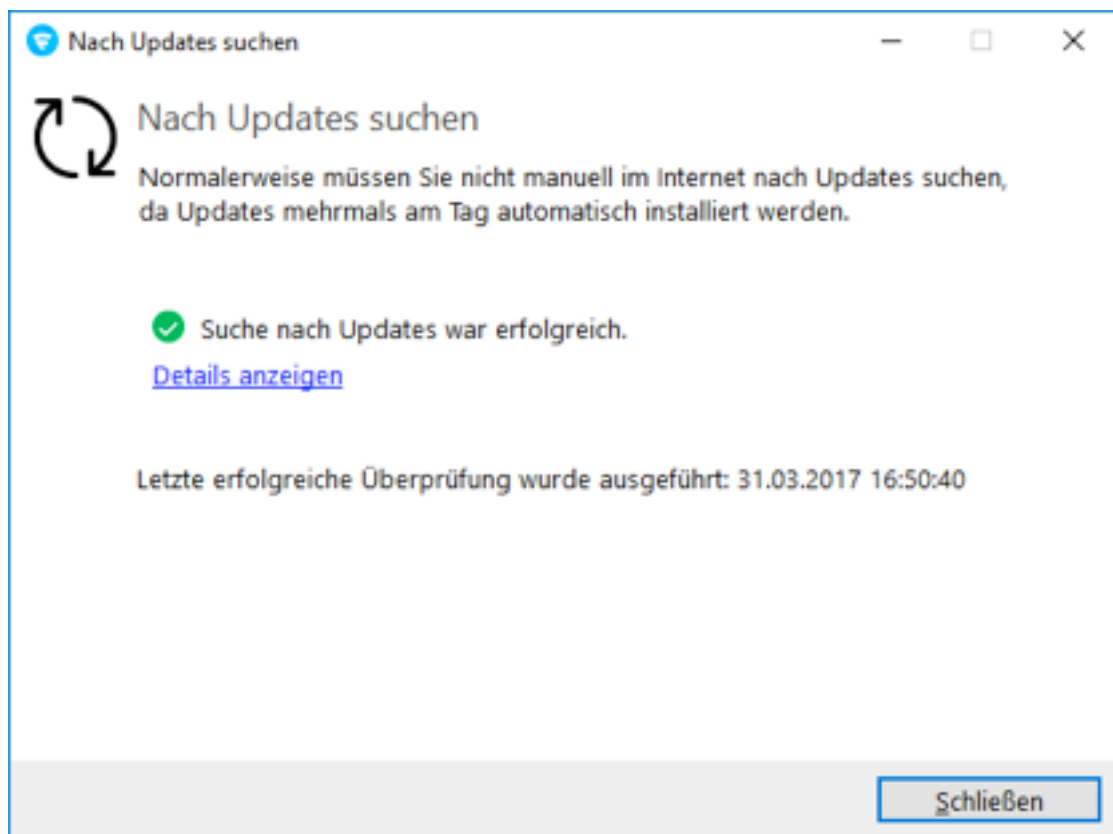 Nach Updates suchen
Nach Updates suchen
Normalerweise müssen Sie nicht manuell im Internet nach Updates suchen,
da Updates mehrmals am Tag automatisch installiert werden.
Suche nach Updates war erfolgreich.
Details anzeigen
Letzte erfolgreiche Überprüfung wurde ausgeführt: 31.03.2017 16:50:40
Schließen